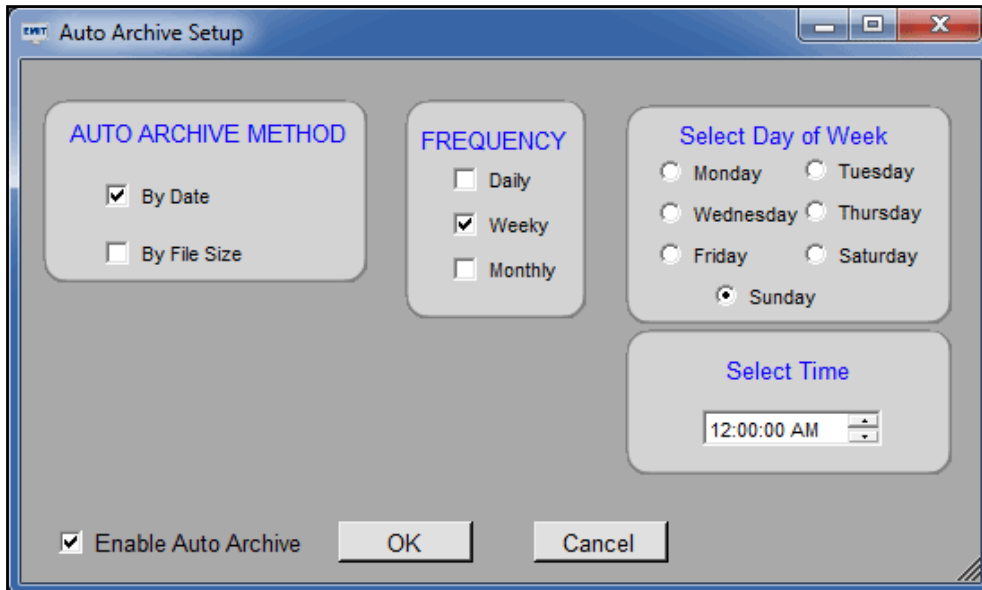 EMIT Auto Archive Setup
AUTO ARCHIVE METHOD
By Date
By File Size
FREQUENCY
Daily
Weeky
Monthly
Select Day of Week
Monday Tuesday
Wednesday Thursday
Friday Saturday
Sunday
Select Time
12:00:00 AM
Enable Auto Archive OK Cancel